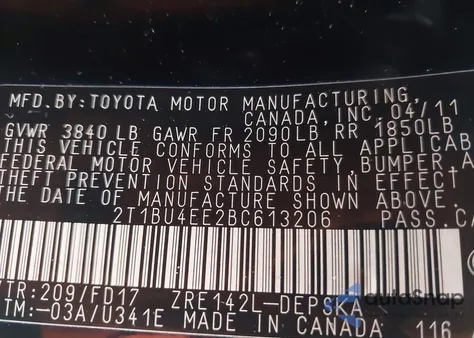 MFD.BY:TOYOTA MOTOR MANUFACTURING,
CANADA,INC. 04/11
GVWR 3840LB GAWR FR 2090LB RR 1850LB
THIS VEHICLE CONFORMS TO ALL APPLICAB
FEDERAL MOTOR VEHICLE SAFETY, BUMPER, A
THEFT PREVENTION STANDARDS IN EFFECT
THE DATE OF MANUFACTURE SHOWN ABOVE.
2T1BU4EE2BC613206 PASS.CA
/TR:209/FD17 ZRE142L-DEPSKA
TM:-03A/U341E MADE IN CANADA 116
AutoSnap